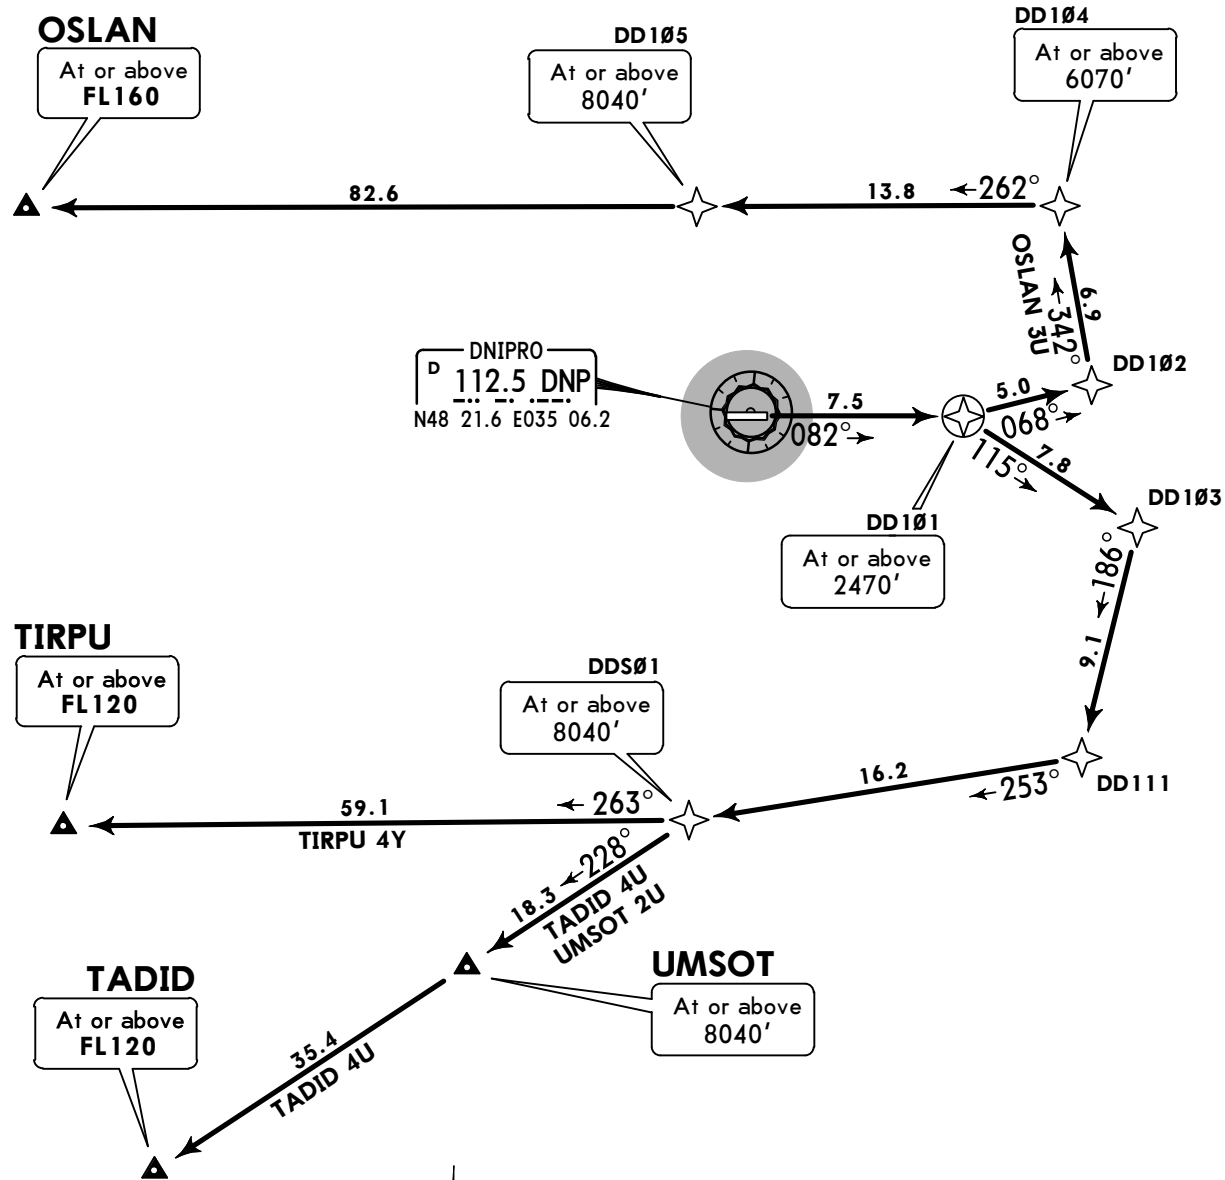 OSLAN
At or above
FL160
DD1Ø5
At or above
8040'
DD1Ø4
At or above
6070'
82.6
13.8
262°
OSLAN 3U
342°
6.9
DNIPRO
D
112.5 DNP
N48 21.6 E035 06.2
7.5
082°
5.0
068°
DD1Ø2
115°
7.8
DD1Ø3
DD1Ø1
At or above
2470'
186°
9.1
TIRPU
At or above
FL120
DDSØ1
At or above
8040'
59.1
TIRPU 4Y
263°
16.2
253°
DD111
228°
18.3
TADID 4U
UMSOT 2U
TADID
At or above
FL120
UMSOT
At or above
8040'
35.4
TADID 4U